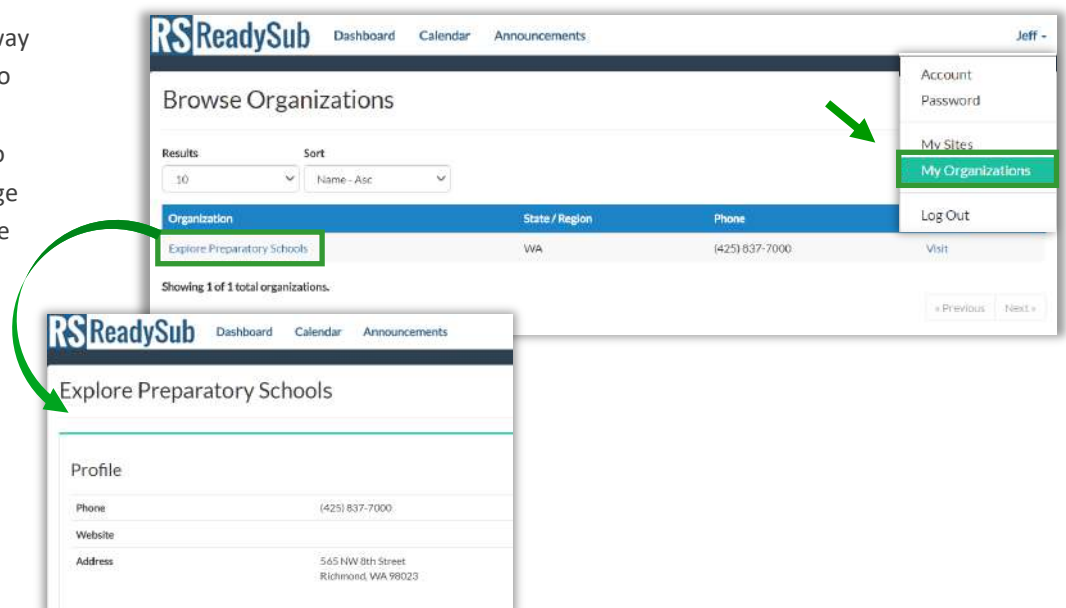 RS ReadySub Dashboard Calendar Announcements Jeff
Browse Organizations
Account
Password
My Sites
My Organizations
Log Out
Results Sort
10 Name - Asc
Organization State / Region Phone
Explore Preparatory Schools WA (425) 837-7000 Visit
Showing 1 of 1 total organizations.
« Previous Next »
RS ReadySub Dashboard Calendar Announcements
Explore Preparatory Schools
Profile
Phone (425) 837-7000
Website
Address 565 NW 8th Street
Richmond, WA 98023